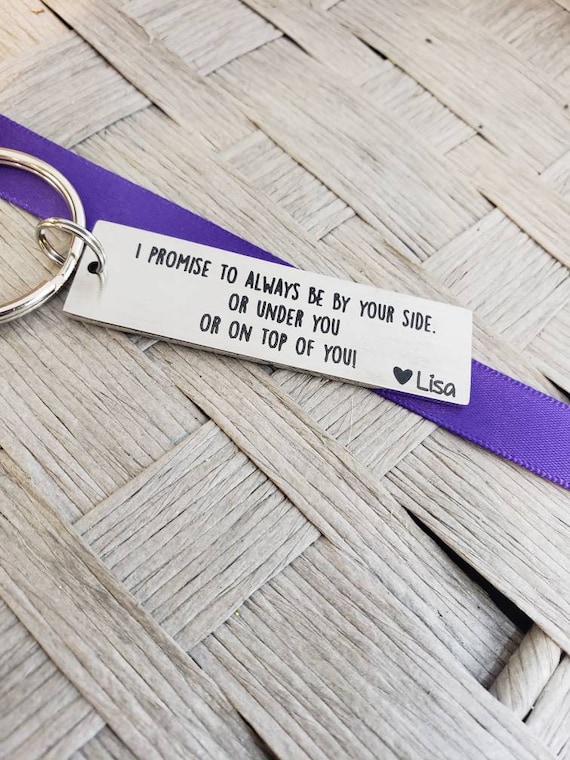 I PROMISE TO ALWAYS BE BY YOUR SIDE.
OR UNDER YOU
OR ON TOP OF YOU!
♥Lisa